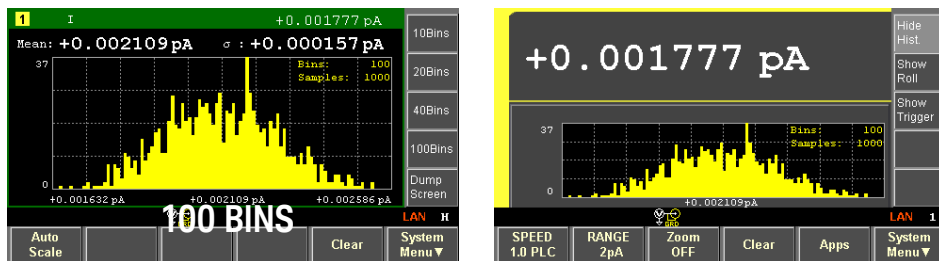 1 I +0.001777 pA
Mean: +0.002109 pA σ : +0.000157 pA
37
Bins: 100
Samples: 1000
0
+0.001632 pA +0.002109 pA +0.002586 pA
100 BINS
LAN H
10Bins
20Bins
40Bins
100Bins
Dump
Screen
Auto
Scale
Clear
System
Menu▼
+0.001777 pA
37
Bins: 100
Samples: 1000
0
+0.002109pA
LAN 1
Hide
Hist.
Show
Roll
Show
Trigger
SPEED
1.0 PLC
RANGE
2pA
Zoom
OFF
Clear
Apps
System
Menu▼